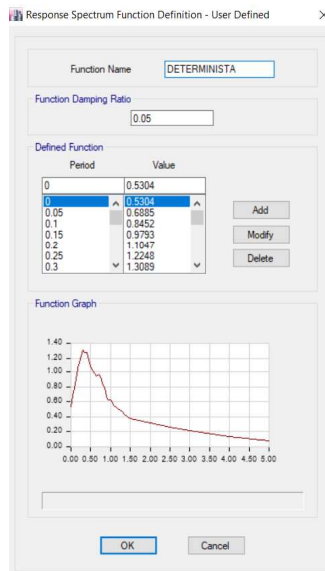 Response Spectrum Function Definition - User Defined
Function Name DETERMINISTA
Function Damping Ratio
0.05
Defined Function
Period Value
0 0.5304
0 0.5304
0.05 0.6885
0.1 0.8452
0.15 0.9793
0.2 1.1047
0.25 1.2248
0.3 1.3089
Add
Modify
Delete
Function Graph
1.40
1.20
1.00
0.80
0.60
0.40
0.20
0.00
0.00 0.50 1.00 1.50 2.00 2.50 3.00 3.50 4.00 4.50 5.00
OK Cancel